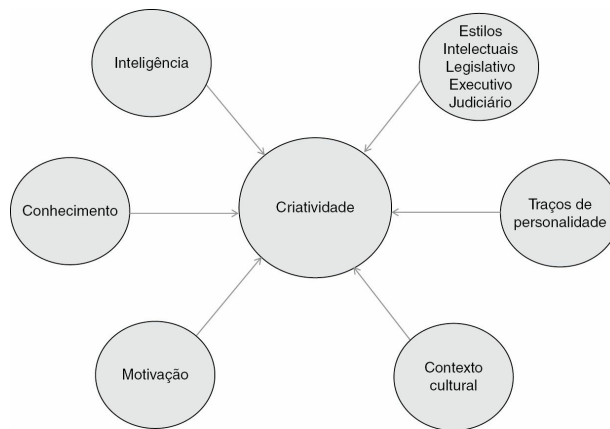 Inteligência
Estilos
Intelectuais
Legislativo
Executivo
Judiciário
Conhecimento
Criatividade
Traços de
personalidade
Motivação
Contexto
cultural